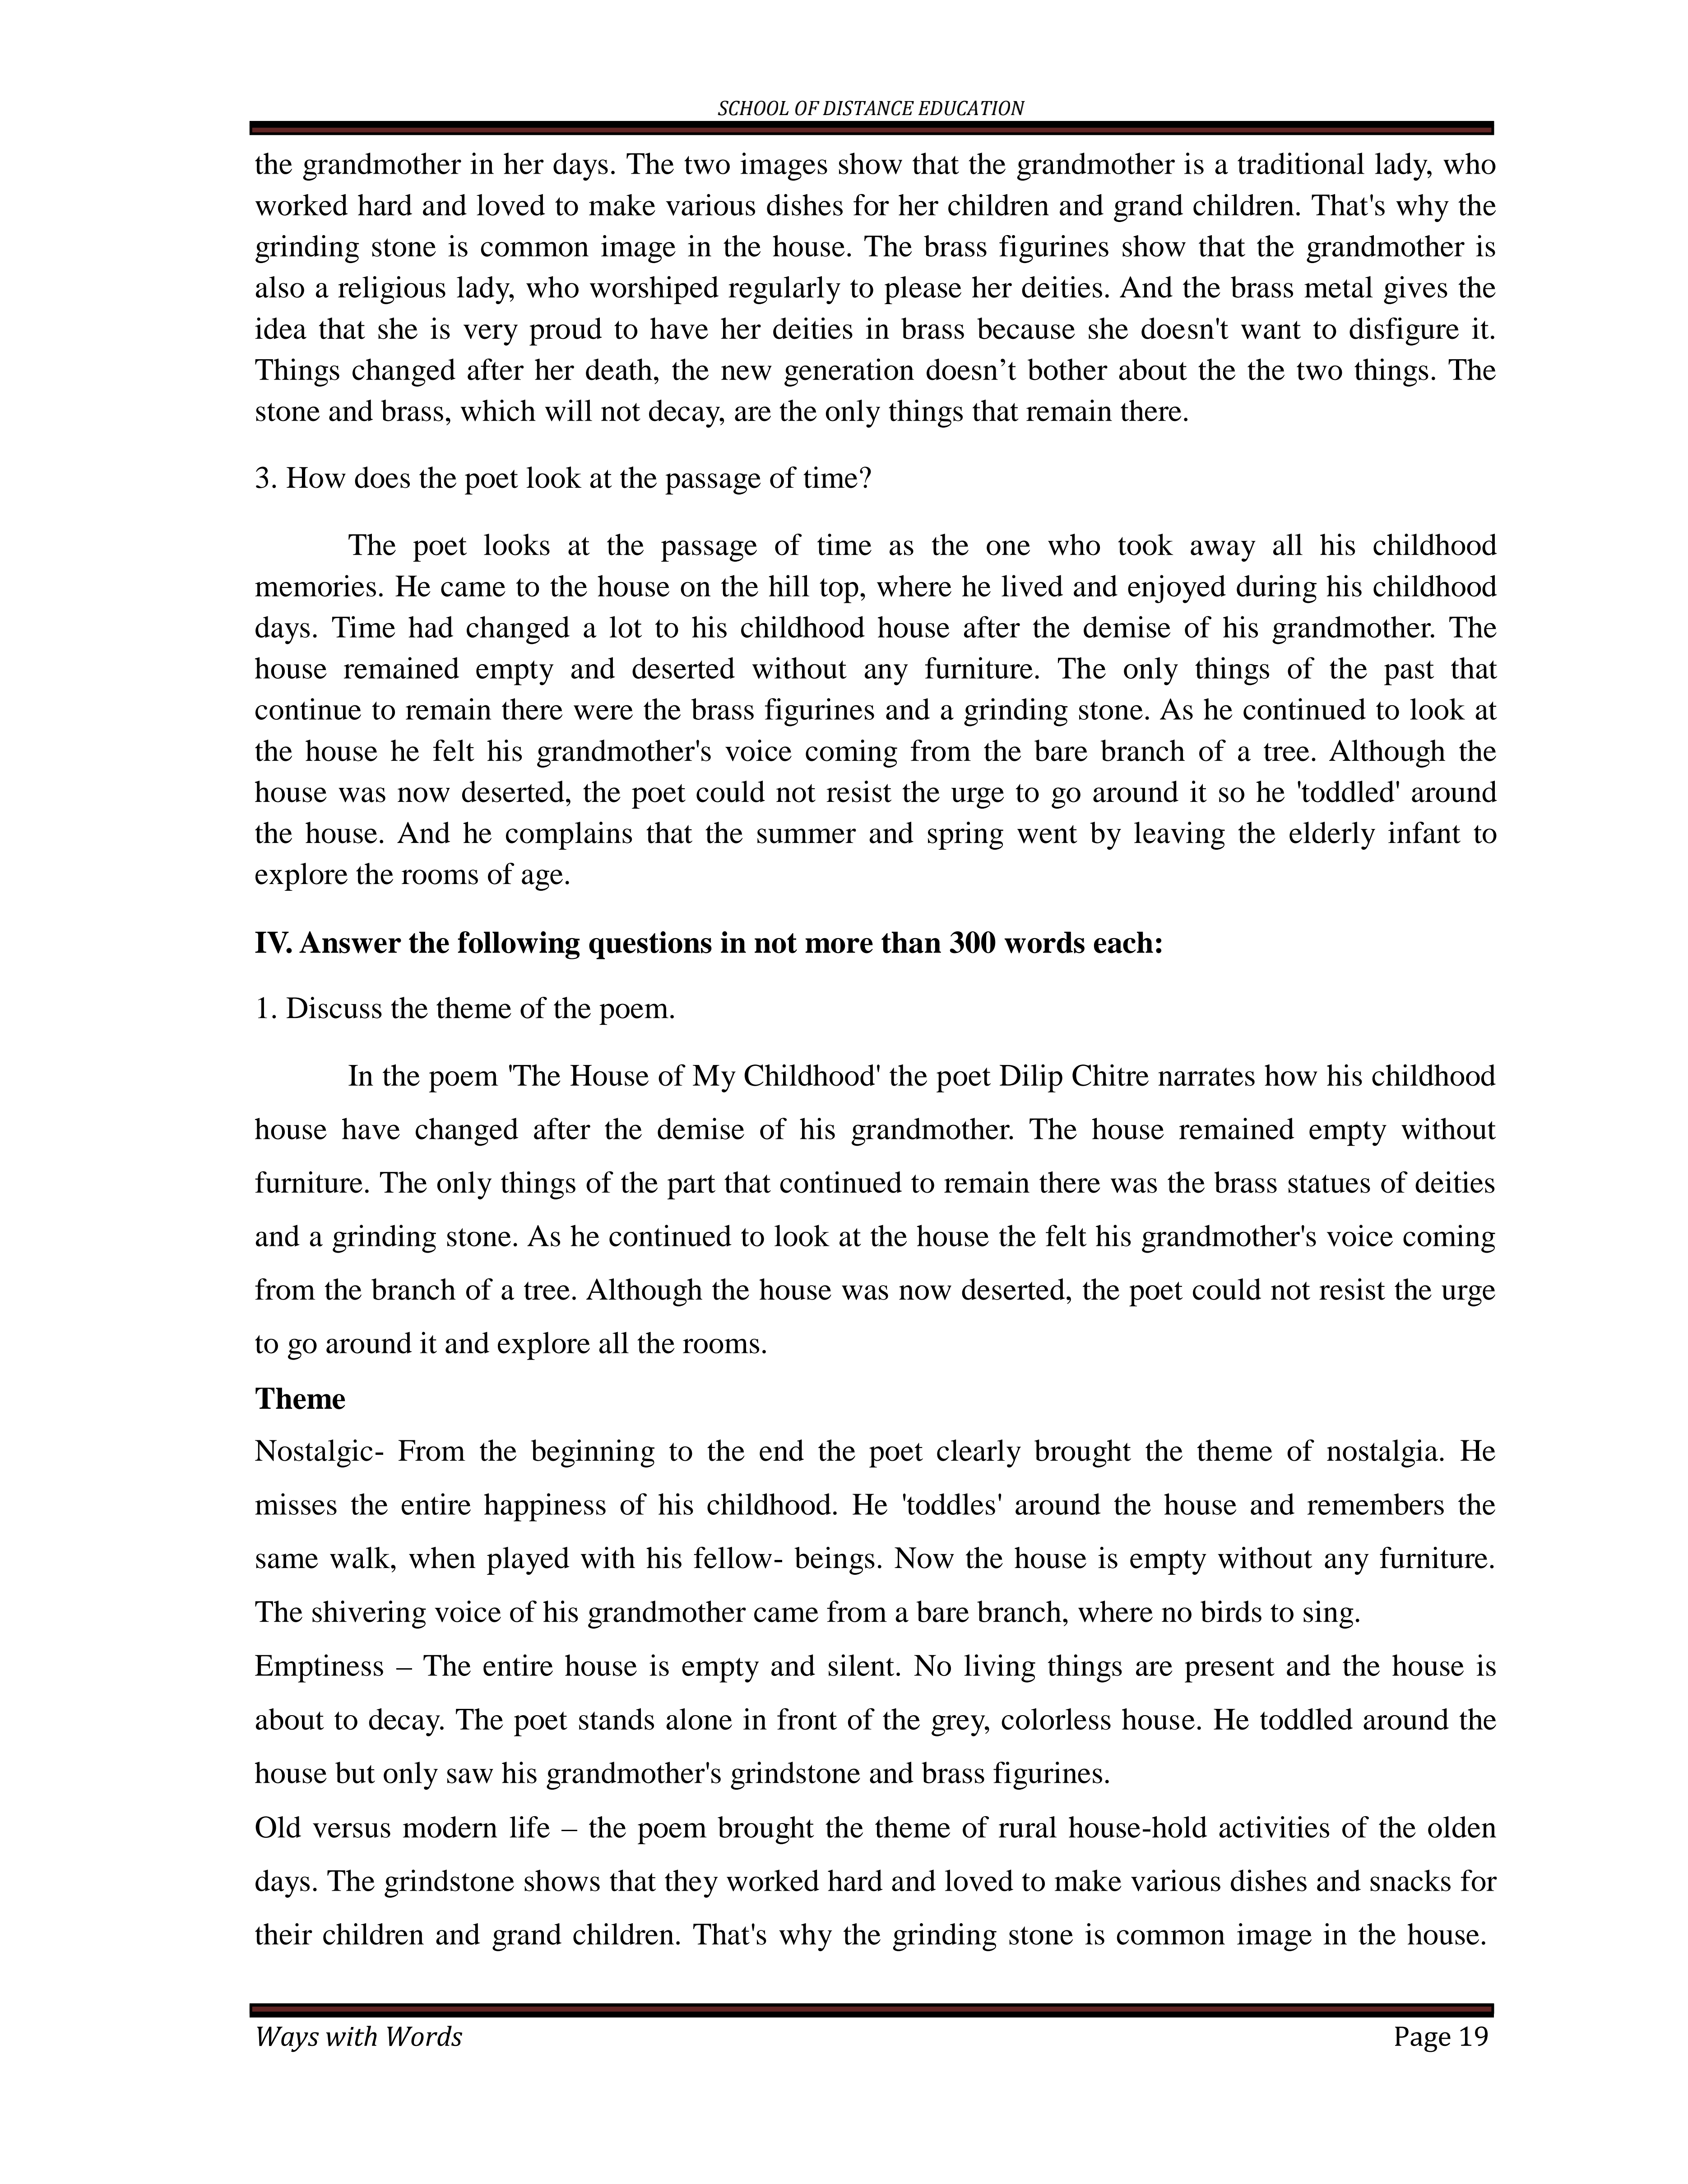 SCHOOL OF DISTANCE EDUCATION
the grandmother in her days. The two images show that the grandmother is a traditional lady, who
worked hard and loved to make various dishes for her children and grand children. That's why the
grinding stone is common image in the house. The brass figurines show that the grandmother is
also a religious lady, who worshiped regularly to please her deities. And the brass metal gives the
idea that she is very proud to have her deities in brass because she doesn't want to disfigure it.
Things changed after her death, the new generation doesn’t bother about the the two things. The
stone and brass, which will not decay, are the only things that remain there.
3. How does the poet look at the passage of time?
The poet looks at the passage of time as the one who took away all his childhood
memories. He came to the house on the hill top, where he lived and enjoyed during his childhood
days. Time had changed a lot to his childhood house after the demise of his grandmother. The
house remained empty and deserted without any furniture. The only things of the past that
continue to remain there were the brass figurines and a grinding stone. As he continued to look at
the house he felt his grandmother's voice coming from the bare branch of a tree. Although the
house was now deserted, the poet could not resist the urge to go around it so he 'toddled' around
the house. And he complains that the summer and spring went by leaving the elderly infant to
explore the rooms of age.
IV. Answer the following questions in not more than 300 words each:
1. Discuss the theme of the poem.
In the poem 'The House of My Childhood' the poet Dilip Chitre narrates how his childhood
house have changed after the demise of his grandmother. The house remained empty without
furniture. The only things of the part that continued to remain there was the brass statues of deities
and a grinding stone. As he continued to look at the house the felt his grandmother's voice coming
from the branch of a tree. Although the house was now deserted, the poet could not resist the urge
to go around it and explore all the rooms.
Theme
Nostalgic- From the beginning to the end the poet clearly brought the theme of nostalgia. He
misses the entire happiness of his childhood. He 'toddles' around the house and remembers the
same walk, when played with his fellow- beings. Now the house is empty without any furniture.
The shivering voice of his grandmother came from a bare branch, where no birds to sing.
Emptiness – The entire house is empty and silent. No living things are present and the house is
about to decay. The poet stands alone in front of the grey, colorless house. He toddled around the
house but only saw his grandmother's grindstone and brass figurines.
Old versus modern life – the poem brought the theme of rural house-hold activities of the olden
days. The grindstone shows that they worked hard and loved to make various dishes and snacks for
their children and grand children. That's why the grinding stone is common image in the house.
Ways with Words Page 19